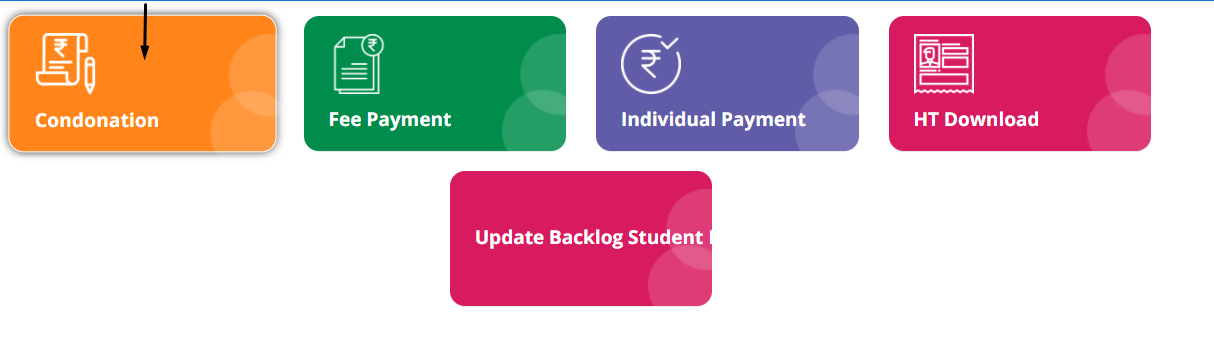 Condonation
Fee Payment
Individual Payment
HT Download
Update Backlog Student